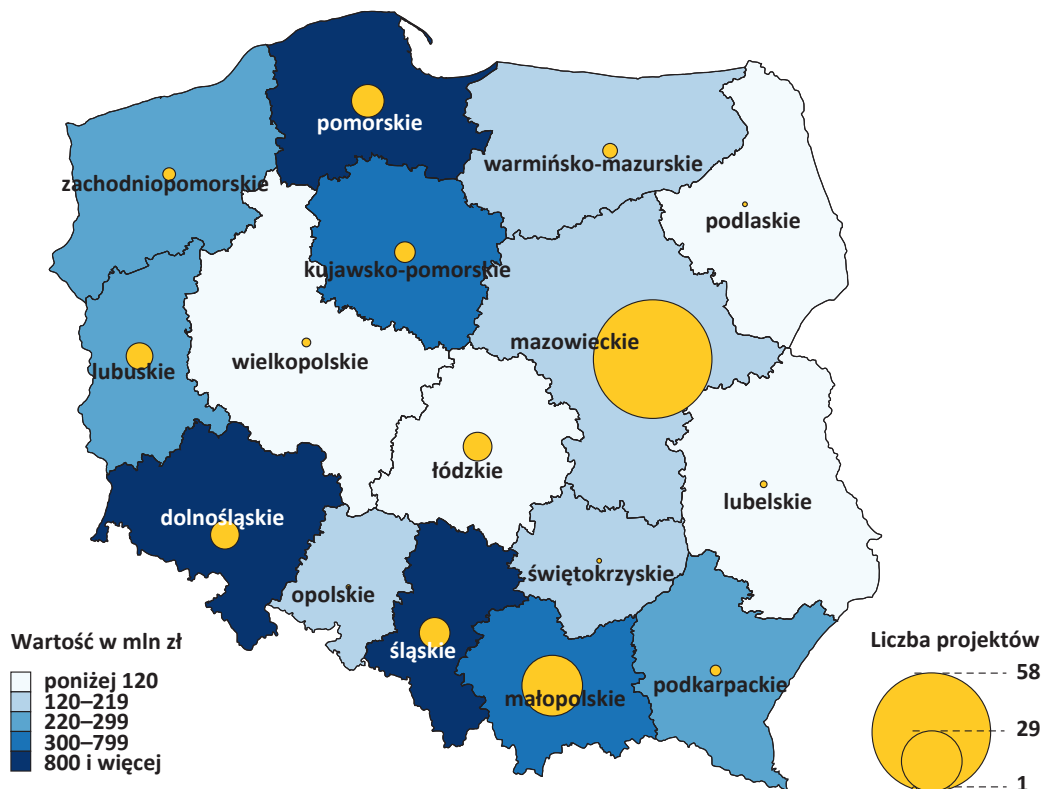 pomorskie
warmińsko-mazurskie
zachodniopomorskie
podlaskie
kujawsko-pomorskie
mazowieckie
wielkopolskie
lubuskie
łódzkie
lubelskie
dolnośląskie
świętokrzyskie
opolskie
śląskie
małopolskie
podkarpackie
Wartość w mln zł
poniżej 120
120–219
220–299
300–799
800 i więcej
Liczba projektów
58
29
1